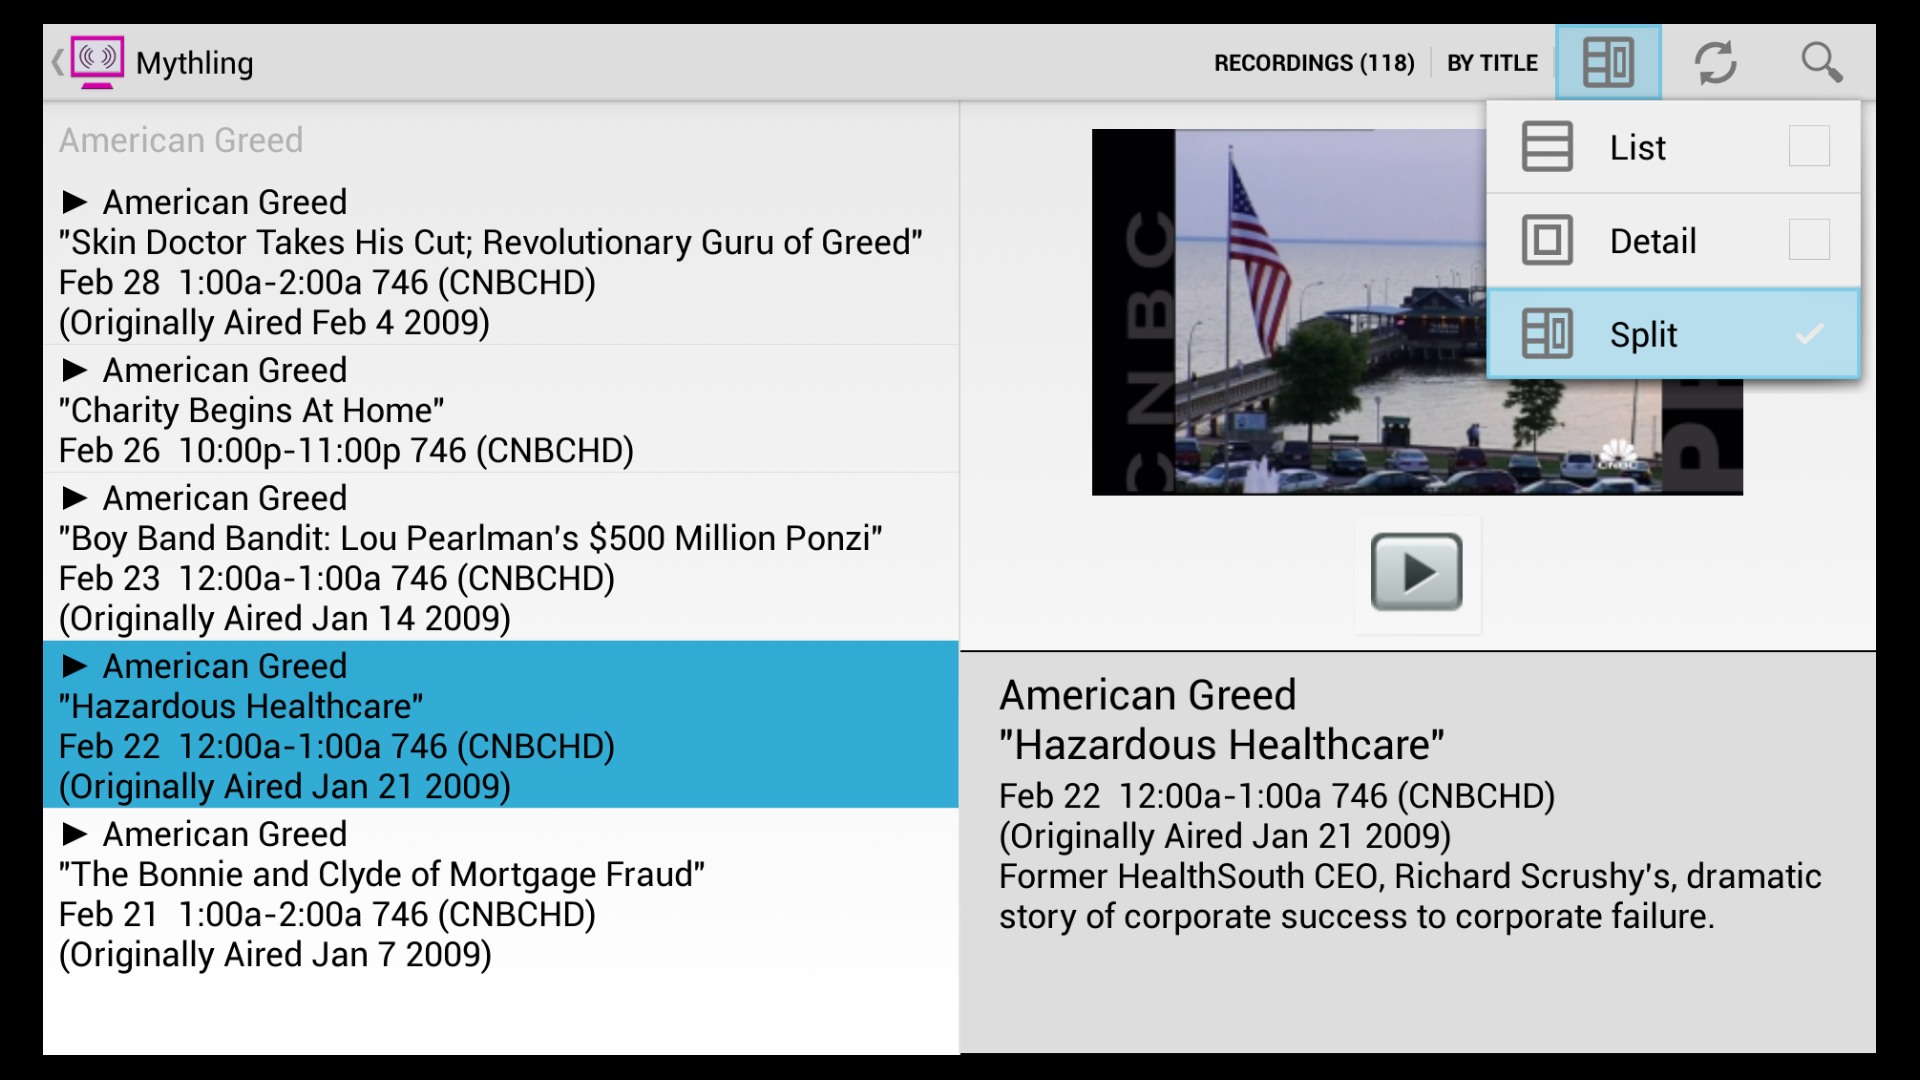 Mythling
RECORDINGS (118)
BY TITLE
List
Detail
Split
American Greed
► American Greed
"Skin Doctor Takes His Cut; Revolutionary Guru of Greed"
Feb 28  1:00a-2:00a 746 (CNBCHD)
(Originally Aired Feb 4 2009)
► American Greed
"Charity Begins At Home"
Feb 26  10:00p-11:00p 746 (CNBCHD)
► American Greed
"Boy Band Bandit: Lou Pearlman's $500 Million Ponzi"
Feb 23  12:00a-1:00a 746 (CNBCHD)
(Originally Aired Jan 14 2009)
► American Greed
"Hazardous Healthcare"
Feb 22  12:00a-1:00a 746 (CNBCHD)
(Originally Aired Jan 21 2009)
► American Greed
"The Bonnie and Clyde of Mortgage Fraud"
Feb 21  1:00a-2:00a 746 (CNBCHD)
(Originally Aired Jan 7 2009)
CNBC
CNBC
American Greed
"Hazardous Healthcare"
Feb 22  12:00a-1:00a 746 (CNBCHD)
(Originally Aired Jan 21 2009)
Former HealthSouth CEO, Richard Scrushy's, dramatic
story of corporate success to corporate failure.